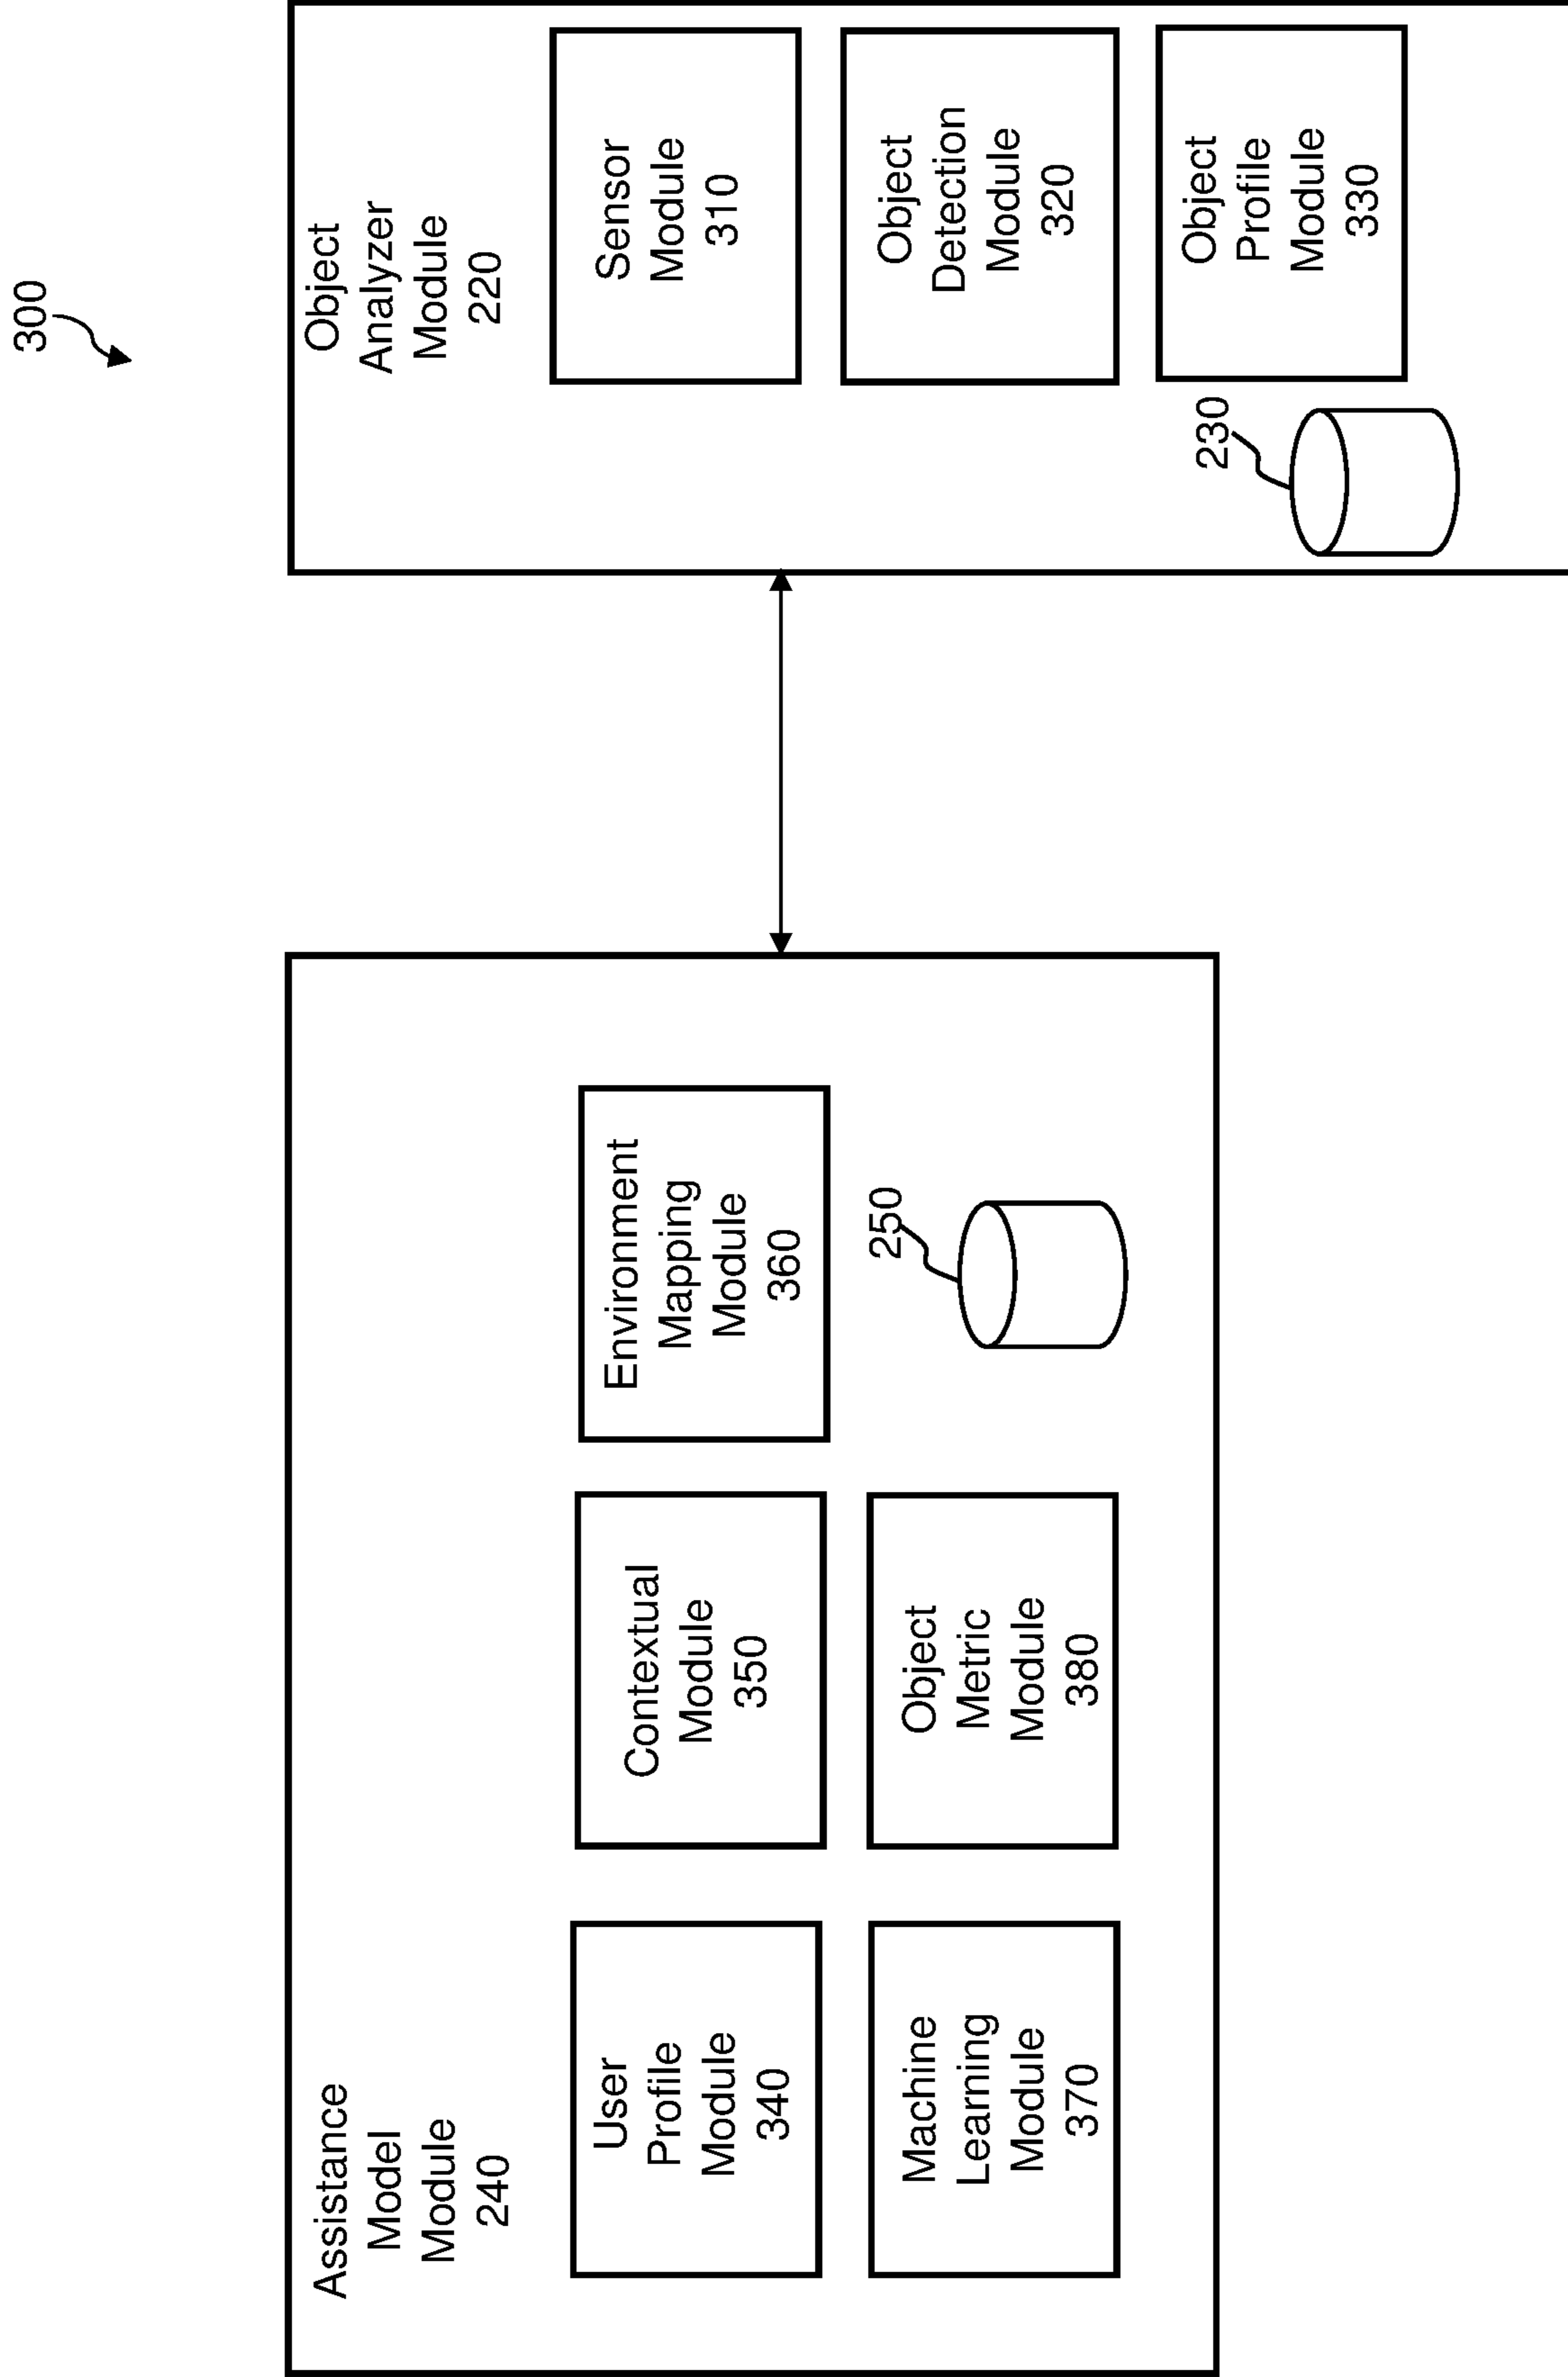 300
Assistance
Model
Module
240
User
Profile
Module
340
Contextual
Module
350
Environment
Mapping
Module
360
Machine
Learning
Module
370
Object
Metric
Module
380
250
Object
Analyzer
Module
220
Sensor
Module
310
Object
Detection
Module
320
Object
Profile
Module
330
230